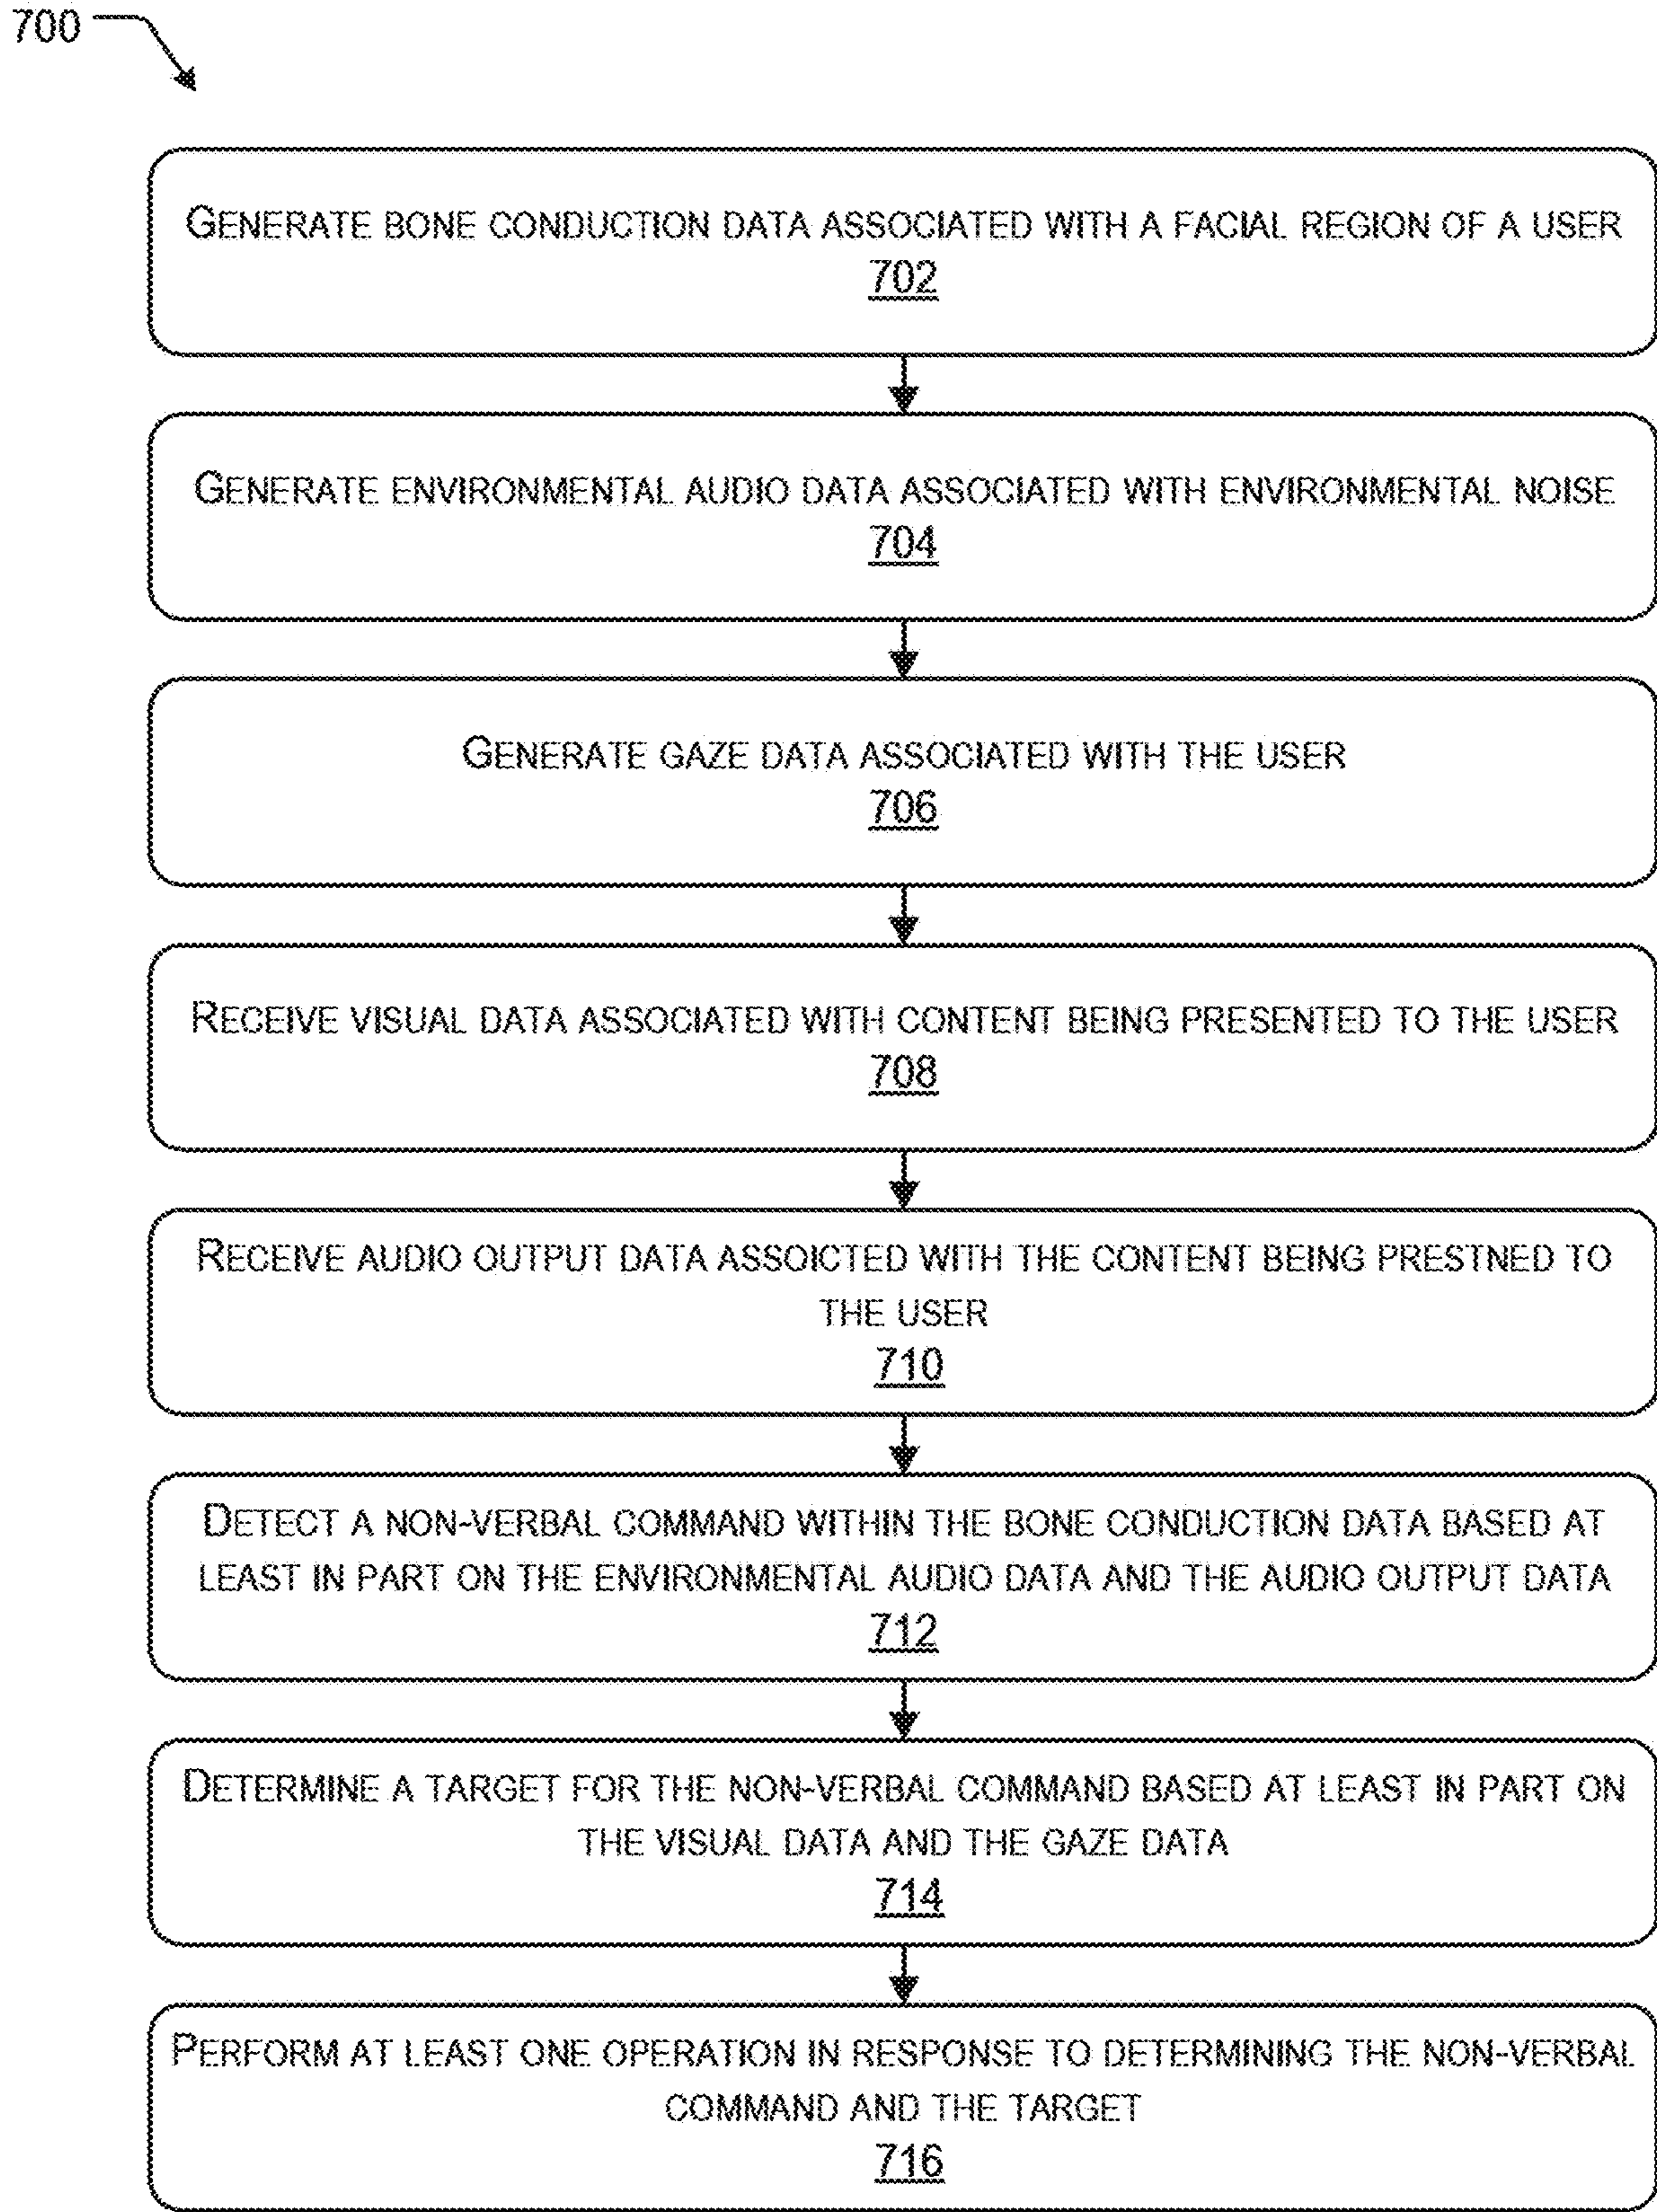 700
GENERATE BONE CONDUCTION DATA ASSOCIATED WITH A FACIAL REGION OF A USER
702
GENERATE ENVIRONMENTAL AUDIO DATA ASSOCIATED WITH ENVIRONMENTAL NOISE
704
GENERATE GAZE DATA ASSOCIATED WITH THE USER
706
RECEIVE VISUAL DATA ASSOCIATED WITH CONTENT BEING PRESENTED TO THE USER
708
RECEIVE AUDIO OUTPUT DATA ASSOICTED WITH THE CONTENT BEING PRESTNED TO
THE USER
710
DETECT A NON-VERBAL COMMAND WITHIN THE BONE CONDUCTION DATA BASED AT
LEAST IN PART ON THE ENVIRONMENTAL AUDIO DATA AND THE AUDIO OUTPUT DATA
712
DETERMINE A TARGET FOR THE NON-VERBAL COMMAND BASED AT LEAST IN PART ON
THE VISUAL DATA AND THE GAZE DATA
714
PERFORM AT LEAST ONE OPERATION IN RESPONSE TO DETERMINING THE NON-VERBAL
COMMAND AND THE TARGET
716